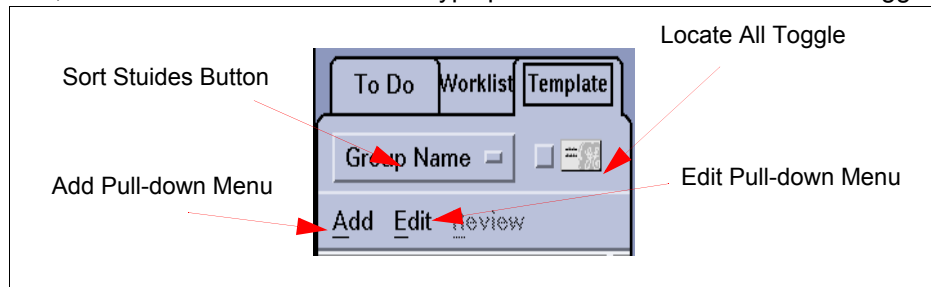 Locate All Toggle
Sort Stuides Button
To Do Worklist Template
Group Name
Add Pull-down Menu
Edit Pull-down Menu
Add Edit Review